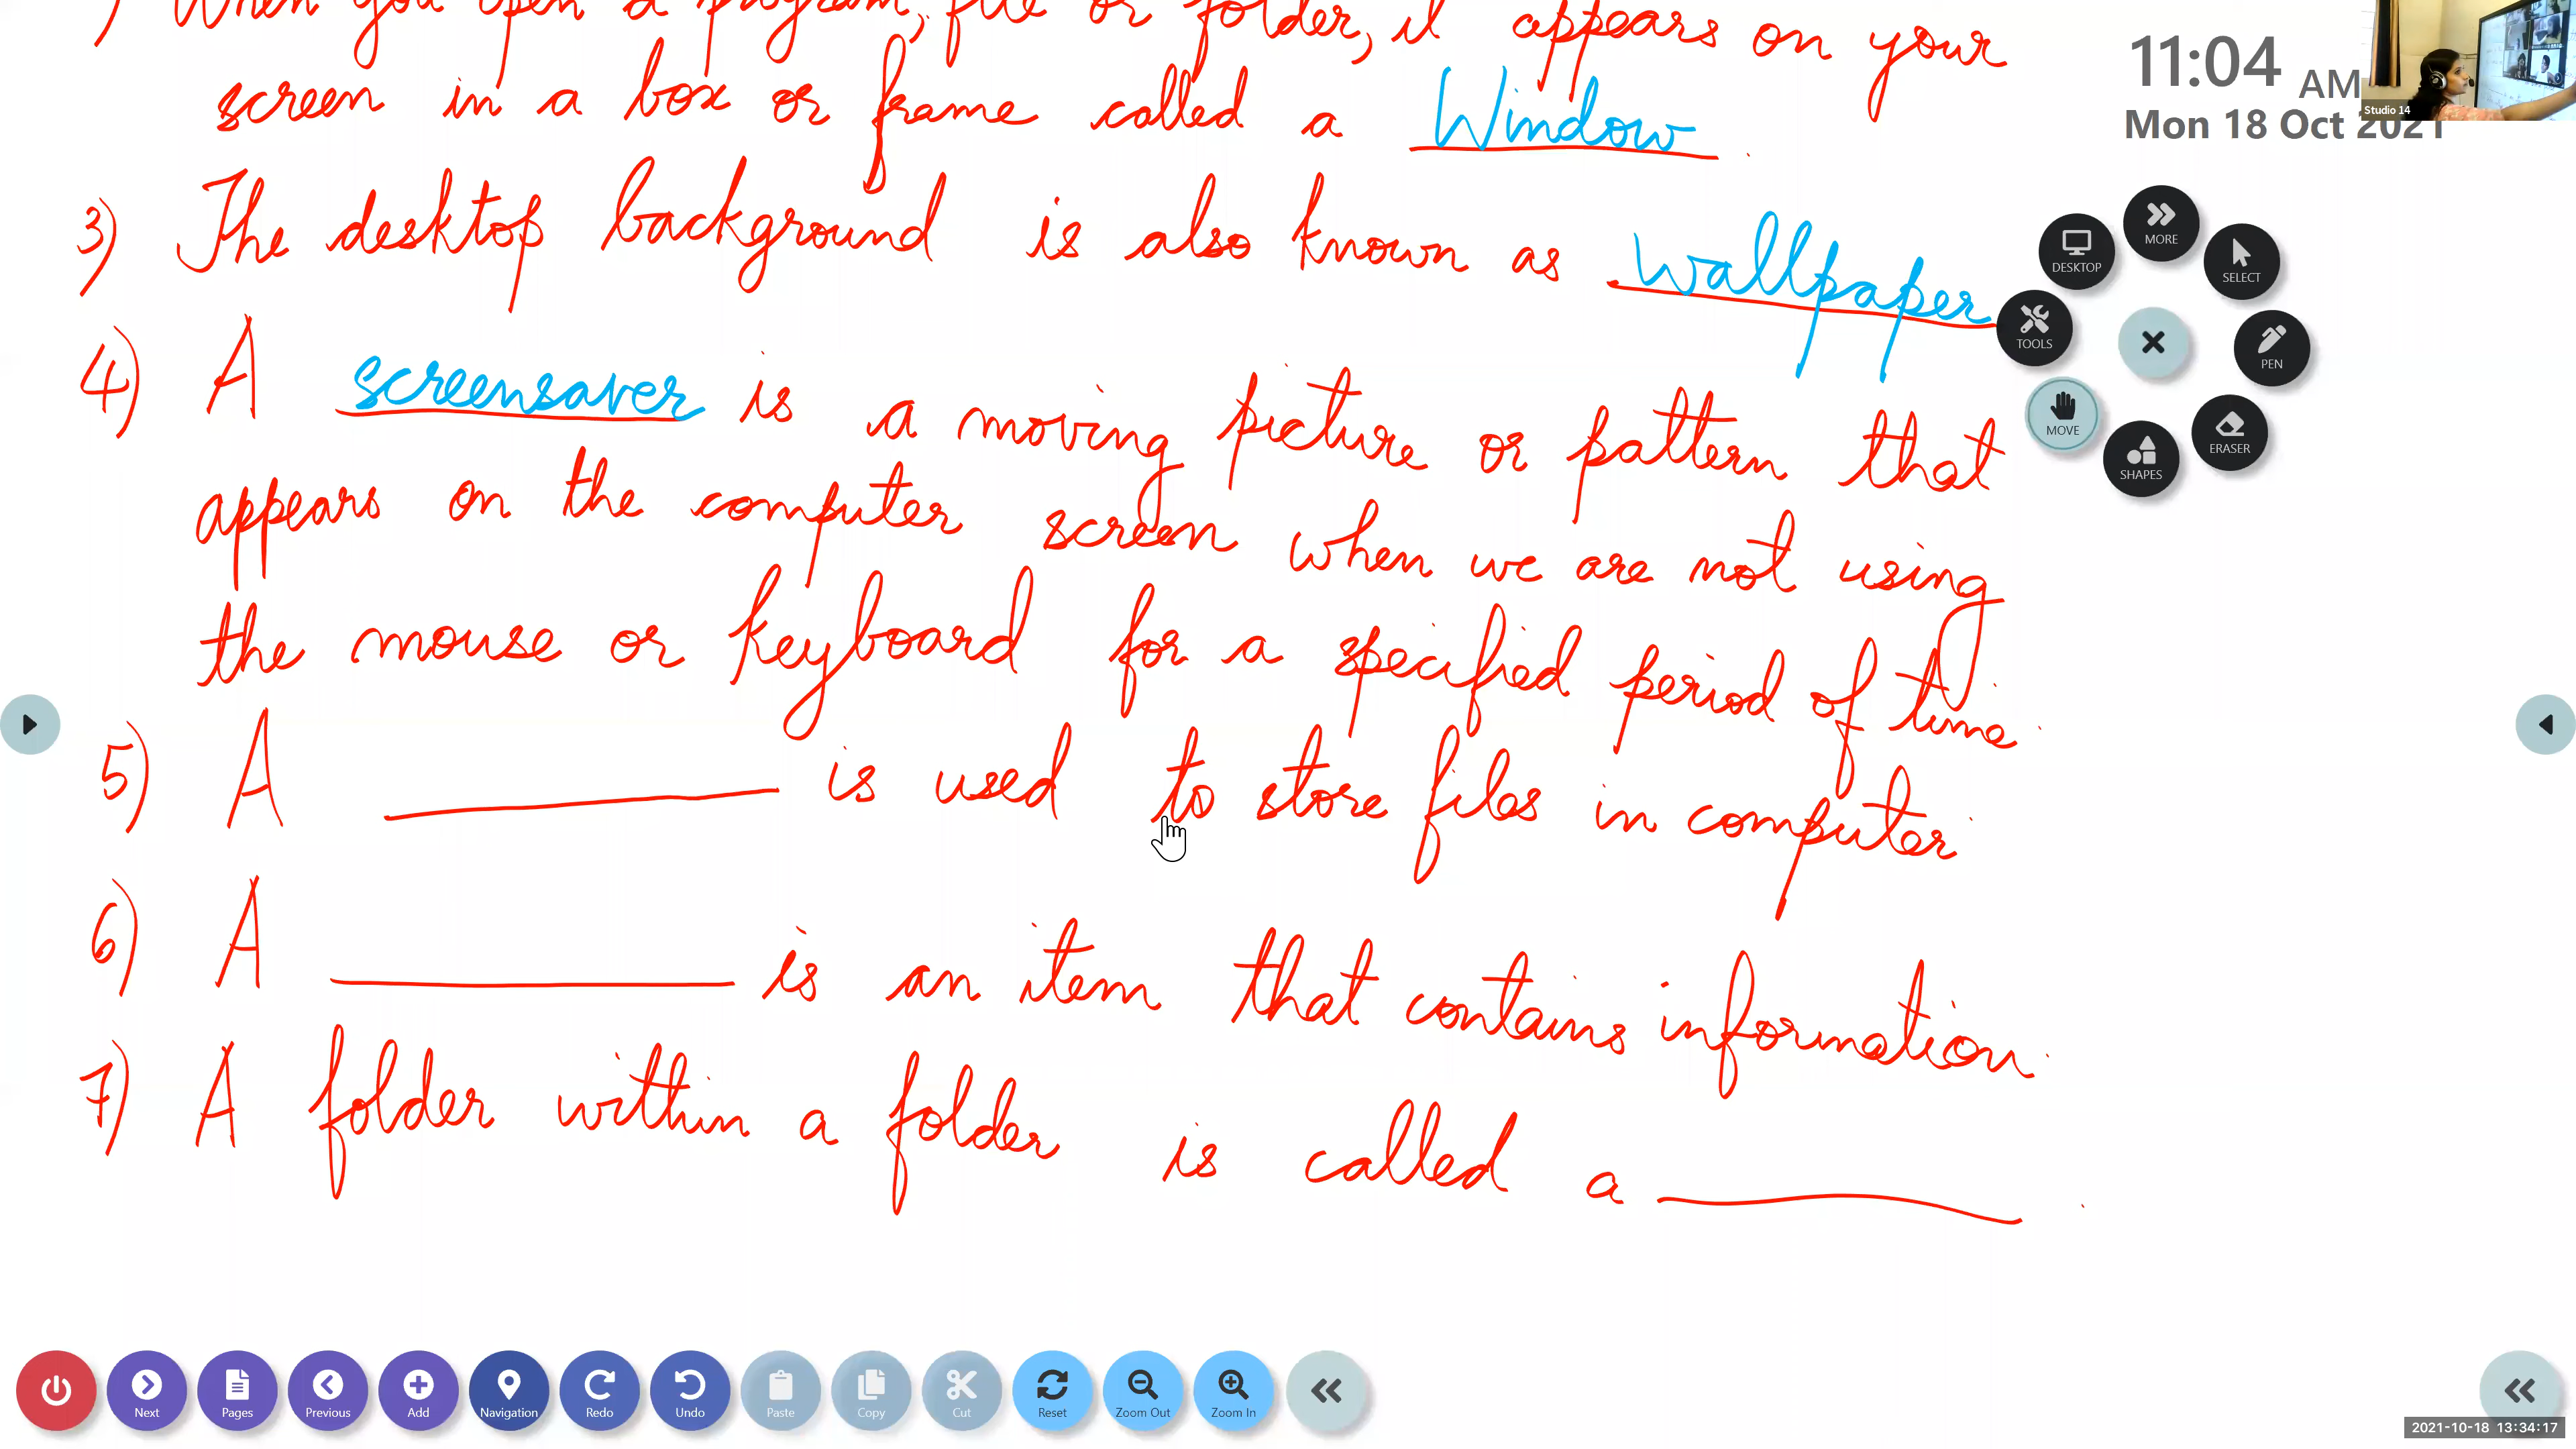 When you open a program, file or folder, it appears on your
screen in a box or frame called a Window.
3) The desktop background is also known as wallpaper
4) A screensaver is a moving picture or pattern that
appears on the computer screen when we are not using
the mouse or keyboard for a specified period of time.
5) A ________ is used to store files in computer.
6) A ________ is an item that contains information.
7) A folder within a folder is called a ________.
11:04 AM
Mon 18 Oct 2021
Studio 14
MORE
DESKTOP
SELECT
TOOLS
PEN
MOVE
ERASER
SHAPES
Next
Pages
Previous
Add
Navigation
Redo
Undo
Paste
Copy
Cut
Reset
Zoom Out
Zoom In
2021-10-18 13:34:17